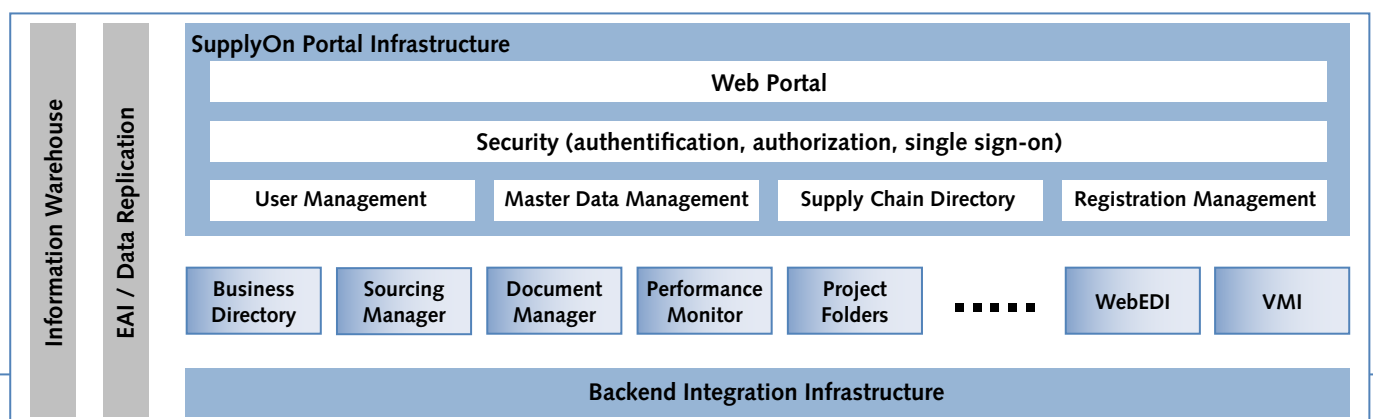 Information Warehouse
EAI / Data Replication
SupplyOn Portal Infrastructure
Web Portal
Security (authentification, authorization, single sign-on)
User Management
Master Data Management
Supply Chain Directory
Registration Management
Business
Directory
Sourcing
Manager
Document
Manager
Performance
Monitor
Project
Folders
WebEDI
VMI
Backend Integration Infrastructure